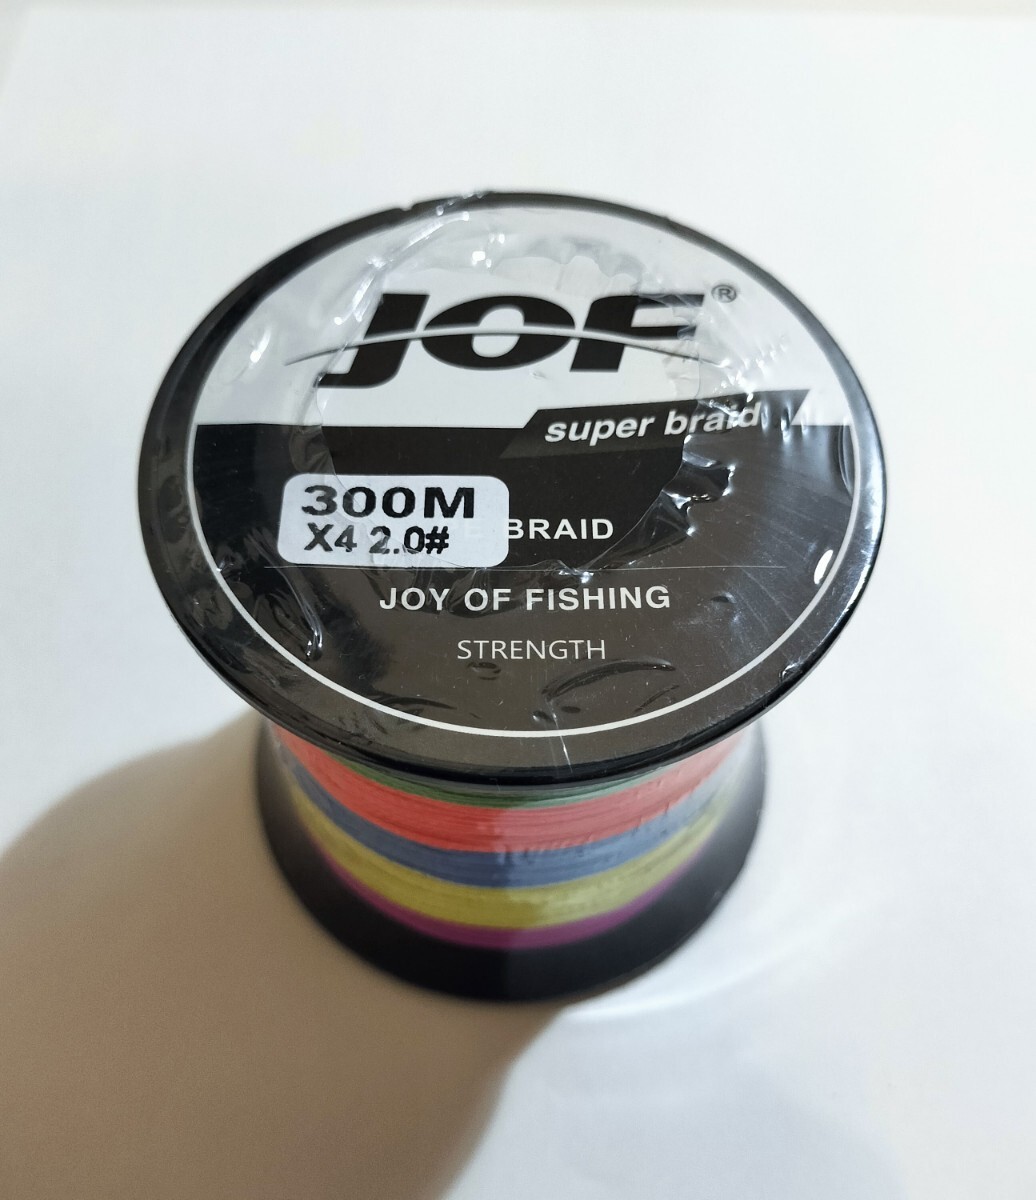 JOF®
super braid
300M
X4 2.0#
E BRAID
JOY OF FISHING
STRENGTH